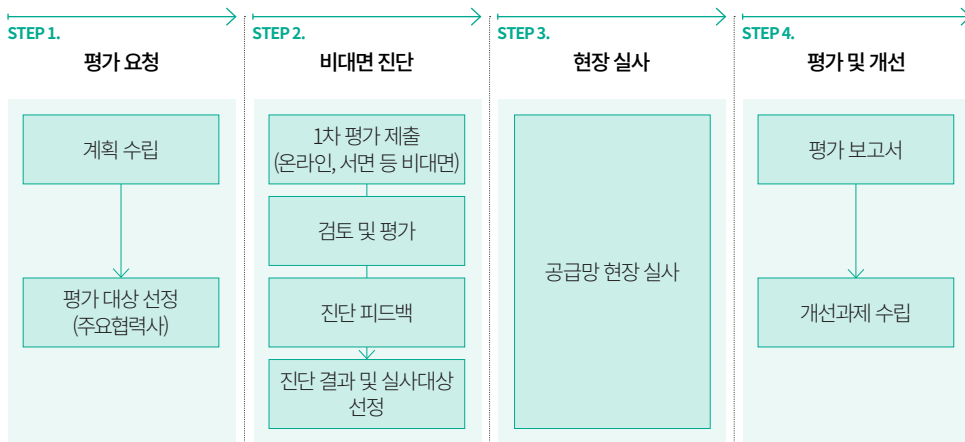 STEP 1.
평가 요청
계획 수립
평가 대상 선정
(주요협력사)
STEP 2.
비대면 진단
1차 평가 제출
(온라인, 서면 등 비대면)
검토 및 평가
진단 피드백
진단 결과 및 실사대상
선정
STEP 3.
현장 실사
공급망 현장 실사
STEP 4.
평가 및 개선
평가 보고서
개선과제 수립